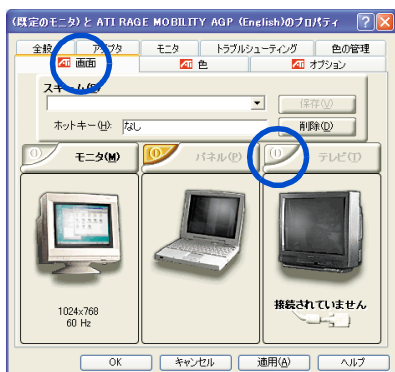 (既定のモニタ) と ATI RAGE MOBILITY AGP (English)のプロパティ
全般 アダプタ モニタ トラブルシューティング 色の管理
ATI 画面 ATI 色 ATI オプション
スキーム(E)
保存(V)
ホットキー(H): なし 削除(D)
モニタ(M) パネル(P) テレビ(T)
1024x768
60 Hz
接続されていません
OK キャンセル 適用(A) ヘルプ